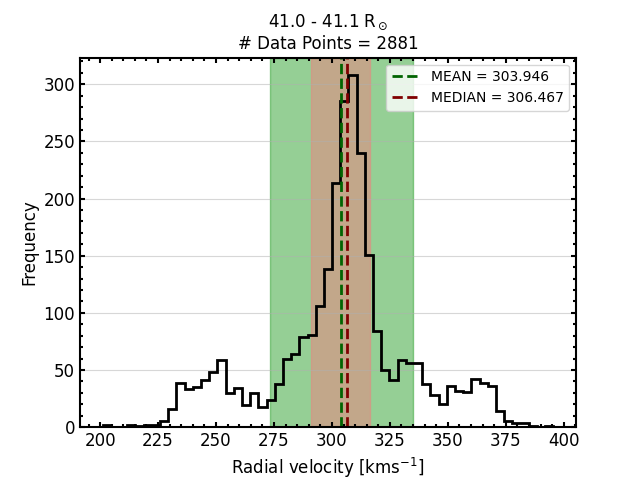 41.0 - 41.1 R⊙
# Data Points = 2881
MEAN = 303.946
MEDIAN = 306.467
Frequency
300
250
200
150
100
50
0
200 225 250 275 300 325 350 375 400
Radial velocity [kms⁻¹]